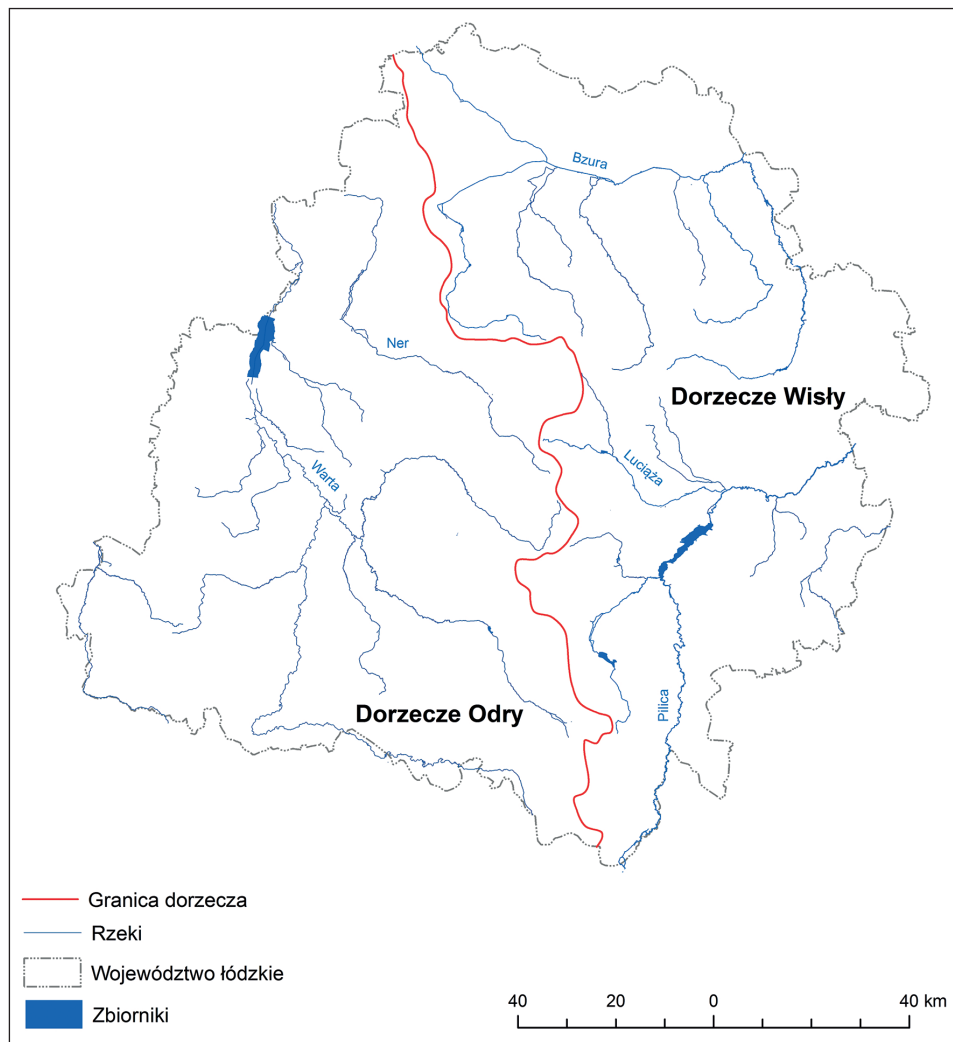 Bzura
Ner
Dorzecze Wisły
Luciąża
Warta
Pilica
Dorzecze Odry
Granica dorzecza
Rzeki
Województwo łódzkie
Zbiorniki
40 20 0 40 km